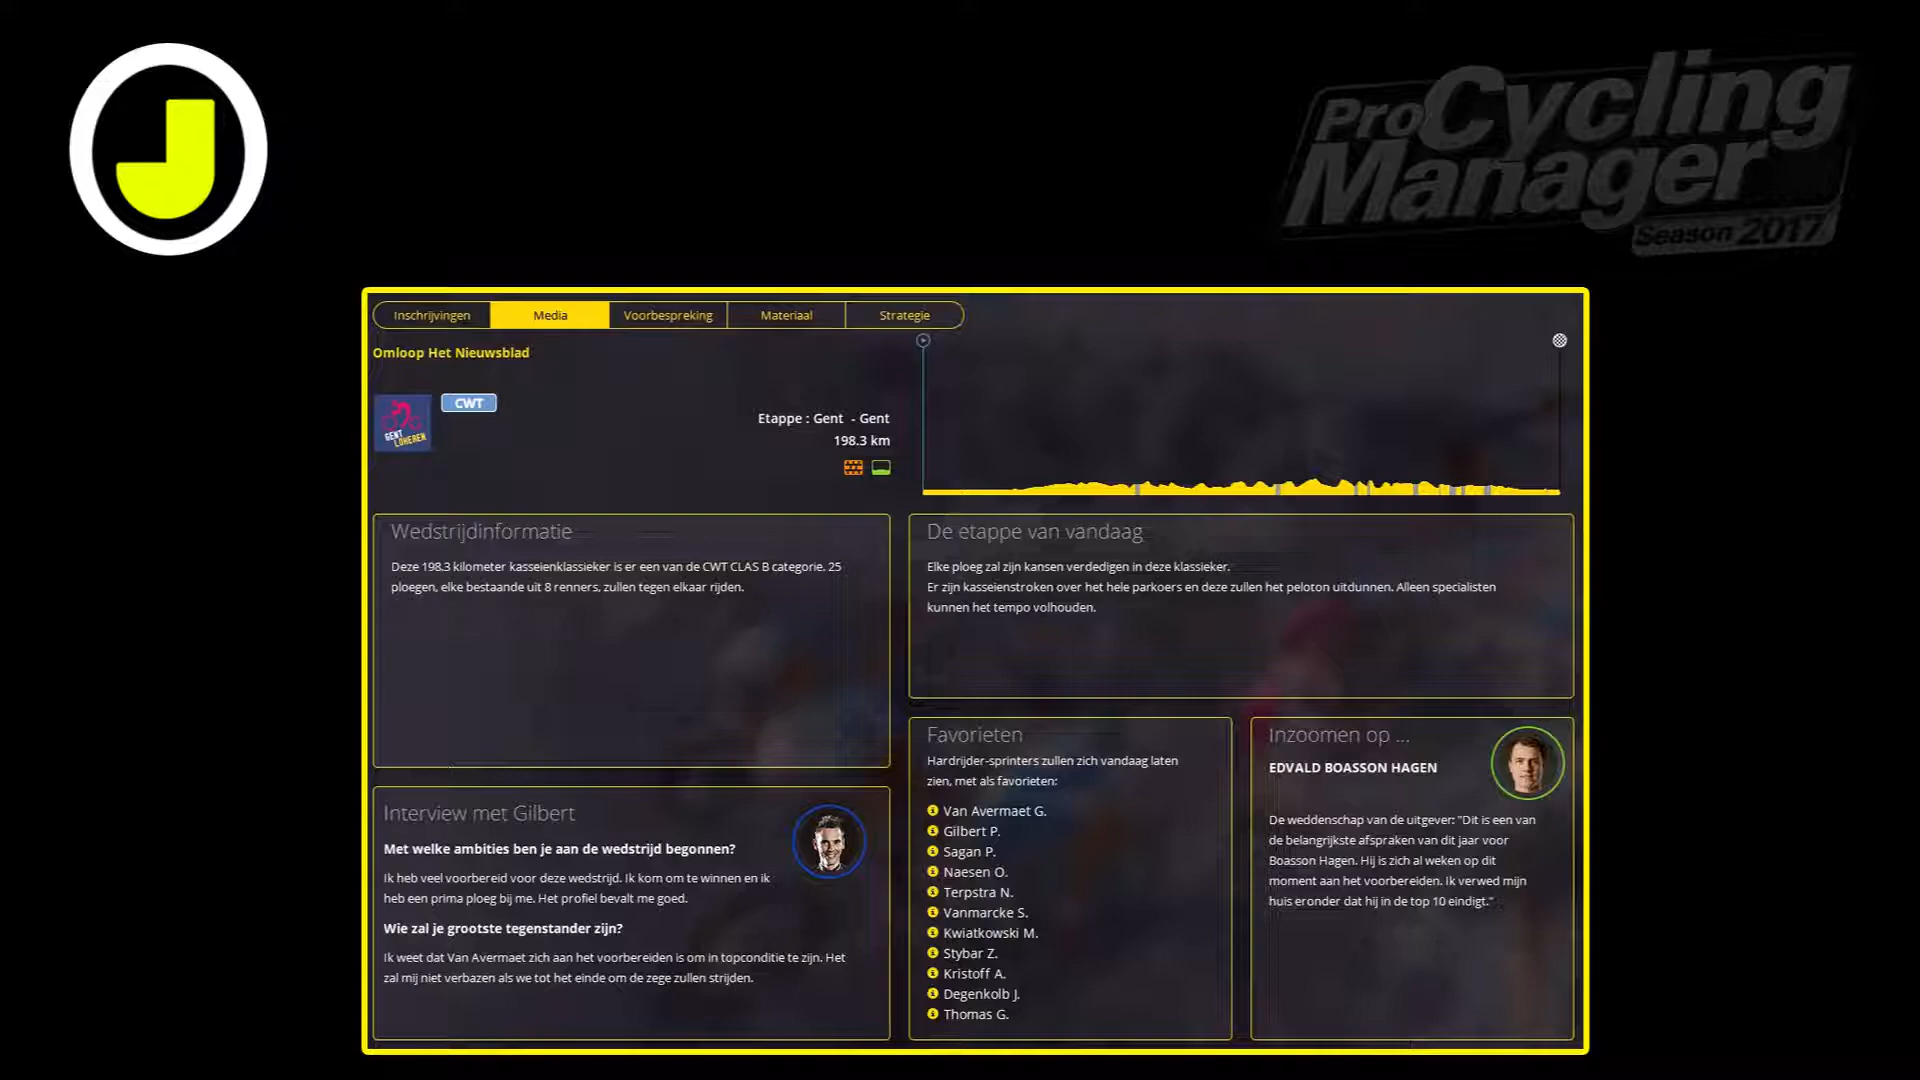 J
Pro Cycling
Manager
Season 2017
Inschrijvingen
Media
Voorbespreking
Materiaal
Strategie
Omloop Het Nieuwsblad
GENT
LOKEREN
CWT
Etappe : Gent - Gent
198.3 km
Wedstrijdinformatie
Deze 198.3 kilometer kasseienklassieker is er een van de CWT CLAS B categorie. 25
ploegen, elke bestaande uit 8 renners, zullen tegen elkaar rijden.
De etappe van vandaag
Elke ploeg zal zijn kansen verdedigen in deze klassieker.
Er zijn kasseienstroken over het hele parkoers en deze zullen het peloton uitdunnen. Alleen specialisten
kunnen het tempo volhouden.
Interview met Gilbert
Met welke ambities ben je aan de wedstrijd begonnen?
Ik heb veel voorbereid voor deze wedstrijd. Ik kom om te winnen en ik
heb een prima ploeg bij me. Het profiel bevalt me goed.
Wie zal je grootste tegenstander zijn?
Ik weet dat Van Avermaet zich aan het voorbereiden is om in topconditie te zijn. Het
zal mij niet verbazen als we tot het einde om de zege zullen strijden.
Favorieten
Hardrijder-sprinters zullen zich vandaag laten
zien, met als favorieten:
Van Avermaet G.
Gilbert P.
Sagan P.
Naesen O.
Terpstra N.
Vanmarcke S.
Kwiatkowski M.
Stybar Z.
Kristoff A.
Degenkolb J.
Thomas G.
Inzoomen op ...
EDVALD BOASSON HAGEN
De weddenschap van de uitgever: "Dit is een van
de belangrijkste afspraken van dit jaar voor
Boasson Hagen. Hij is zich al weken op dit
moment aan het voorbereiden. Ik verwed mijn
huis eronder dat hij in de top 10 eindigt."